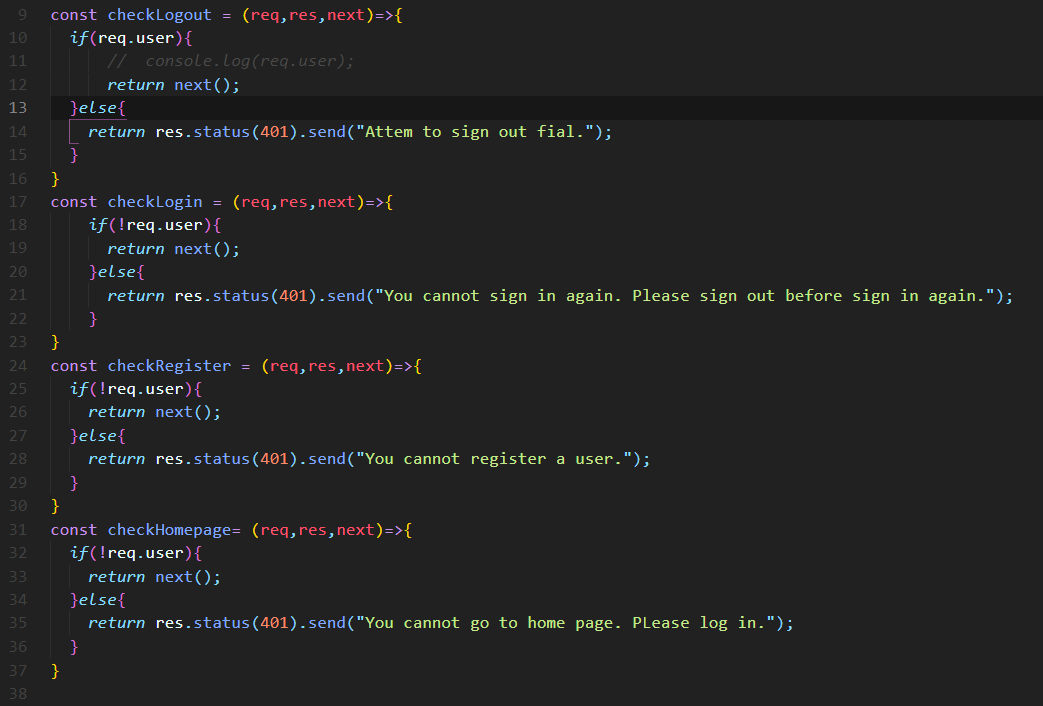 9 const checkLogout = (req,res,next)=>{
10 if(req.user){
11 // console.log(req.user);
12 return next();
13 }else{
14 return res.status(401).send("Attem to sign out fial.");
15 }
16 }
17 const checkLogin = (req,res,next)=>{
18 if(!req.user){
19 return next();
20 }else{
21 return res.status(401).send("You cannot sign in again. Please sign out before sign in again.");
22 }
23 }
24 const checkRegister = (req,res,next)=>{
25 if(!req.user){
26 return next();
27 }else{
28 return res.status(401).send("You cannot register a user.");
29 }
30 }
31 const checkHomepage= (req,res,next)=>{
32 if(!req.user){
33 return next();
34 }else{
35 return res.status(401).send("You cannot go to home page. PLease log in.");
36 }
37 }
38